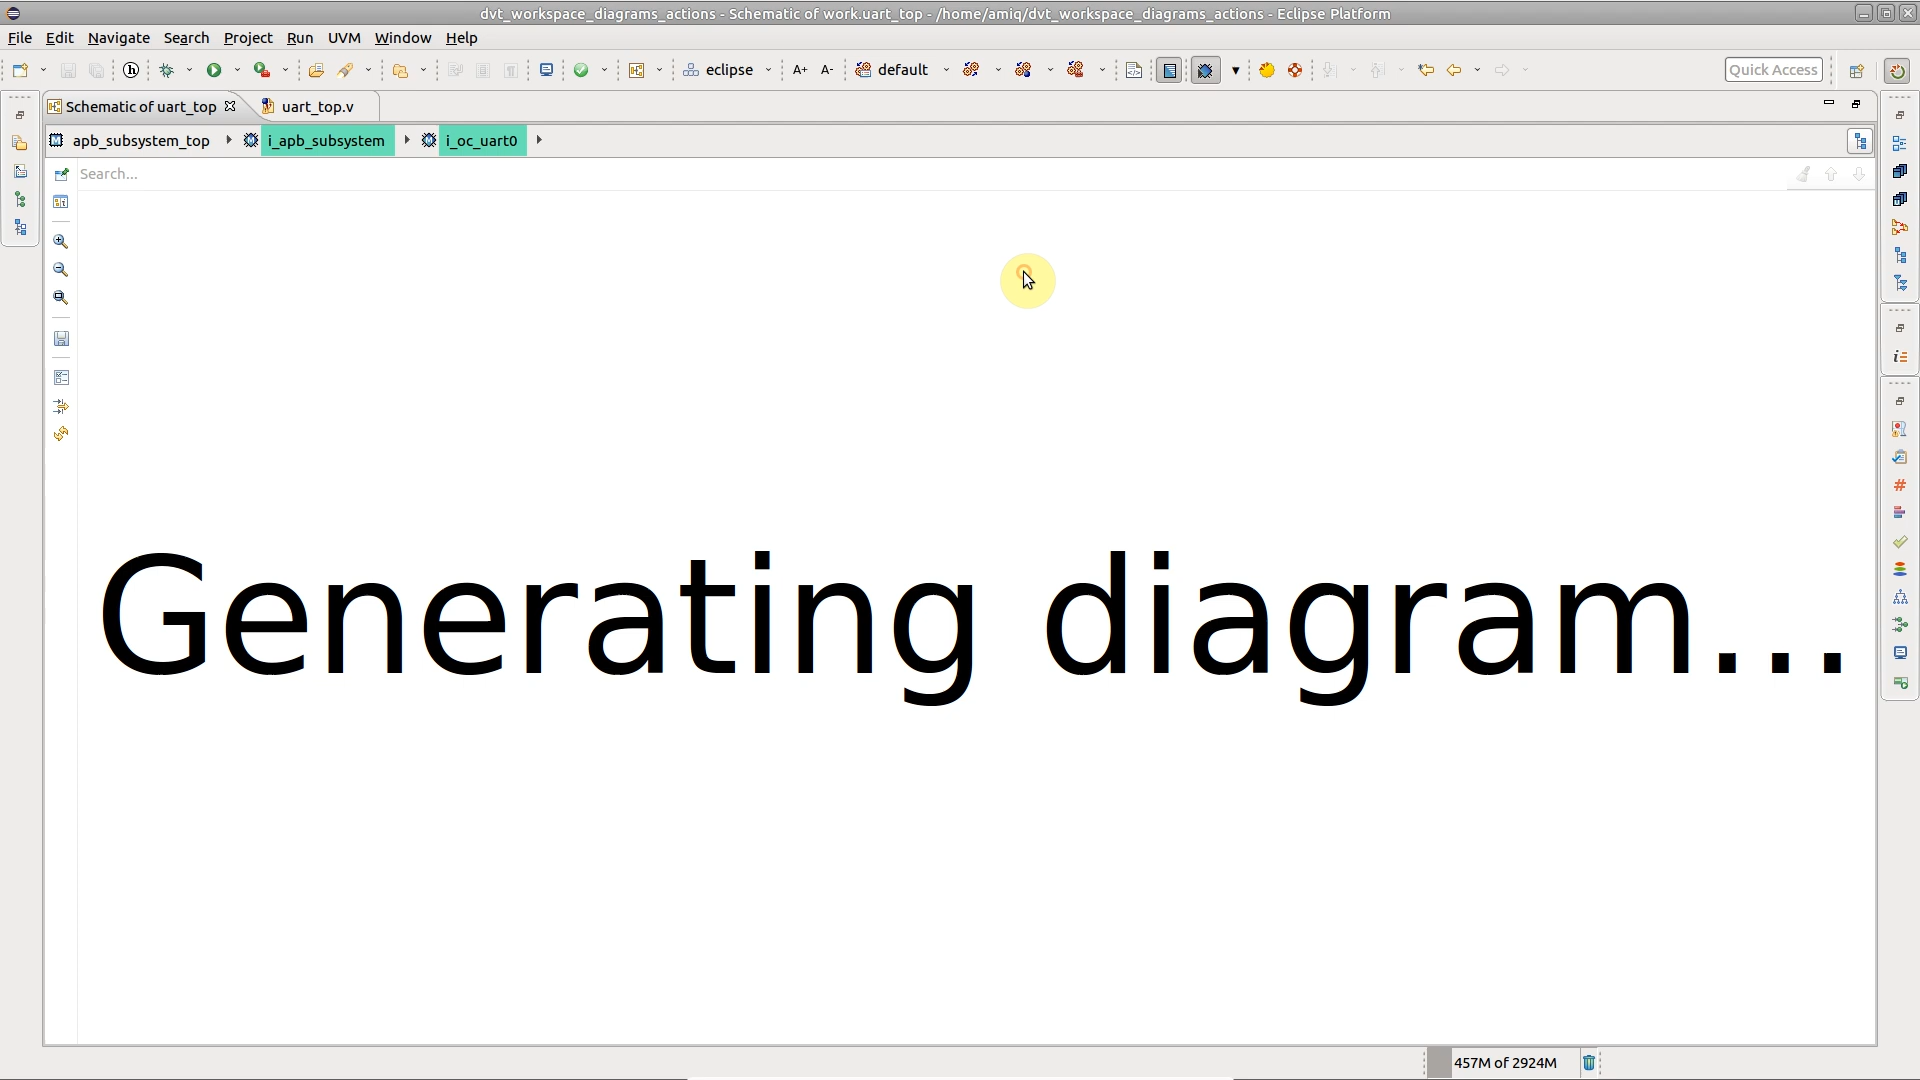 dvt_workspace_diagrams_actions - Schematic of work.uart_top - /home/amiq/dvt_workspace_diagrams_actions - Eclipse Platform
File Edit Navigate Search Project Run UVM Window Help
eclipse A+ A- default Quick Access
Schematic of uart_top uart_top.v
apb_subsystem_top i_apb_subsystem i_oc_uart0
Search...
Generating diagram...
457M of 2924M